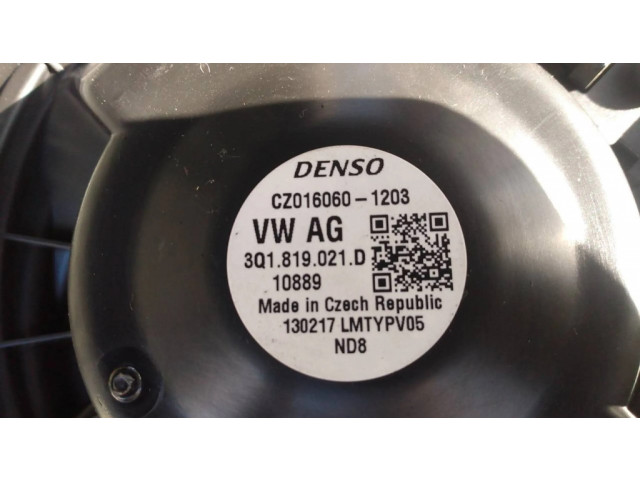 DENSO
CZ016060-1203
VW AG
3Q1.819.021.D
10889
Made in Czech Republic
130217 LMTYPV05
ND8